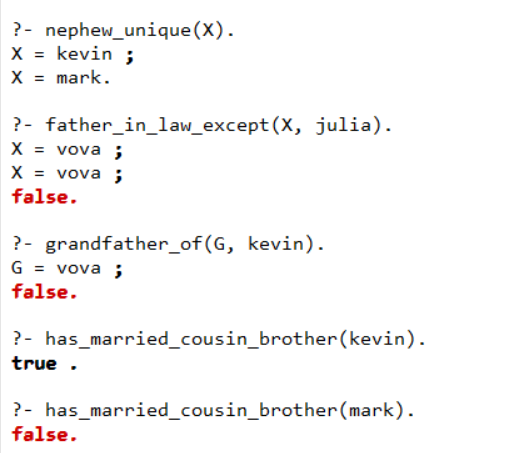 ?- nephew_unique(X).
X = kevin ;
X = mark.
?- father_in_law_except(X, julia).
X = vova ;
X = vova ;
false.
?- grandfather_of(G, kevin).
G = vova ;
false.
?- has_married_cousin_brother(kevin).
true .
?- has_married_cousin_brother(mark).
false.